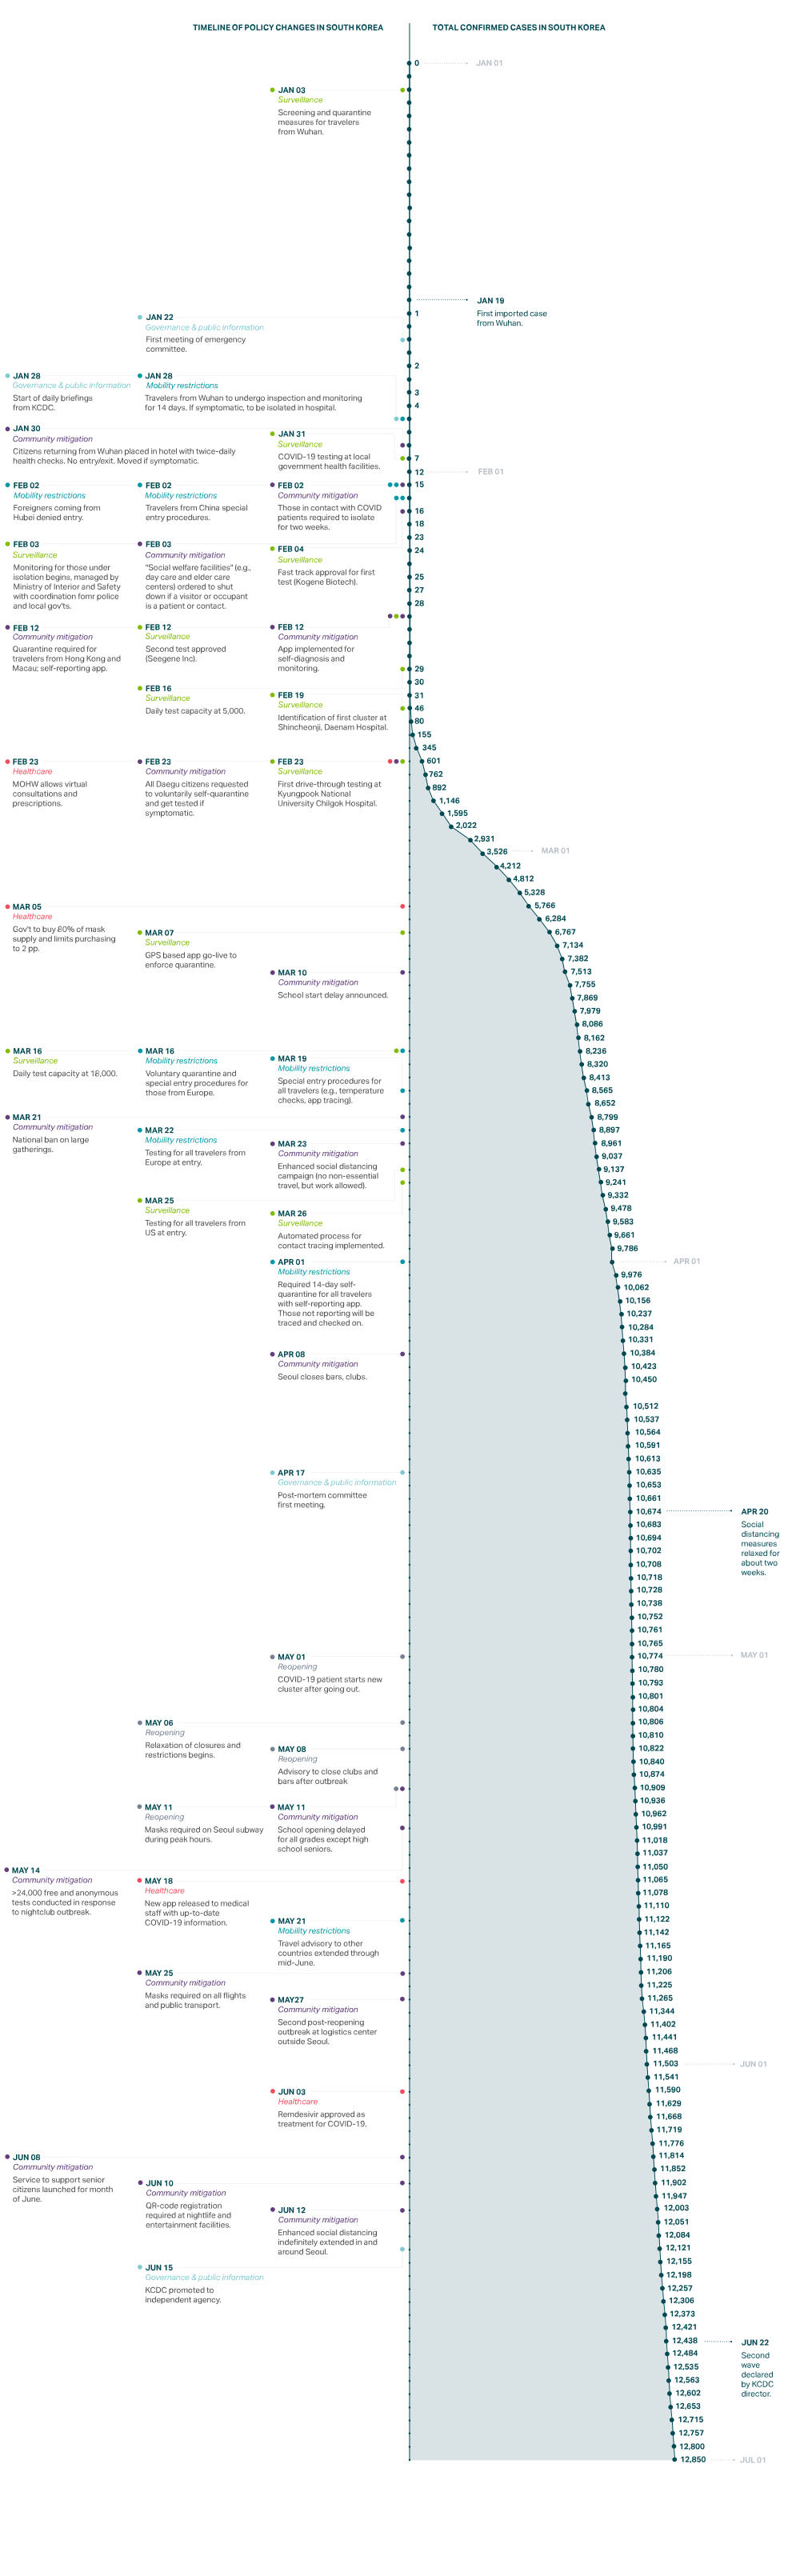 TIMELINE OF POLICY CHANGES IN SOUTH KOREA
TOTAL CONFIRMED CASES IN SOUTH KOREA
0
JAN 01
JAN 03
Surveillance
Screening and quarantine
measures for travelers
from Wuhan.
JAN 19
First imported case
from Wuhan.
1
JAN 22
Governance & public information
First meeting of emergency
committee.
2
JAN 28
Governance & public information
Start of daily briefings
from KCDC.
JAN 28
Mobility restrictions
Travelers from Wuhan to undergo inspection and monitoring
for 14 days. If symptomatic, to be isolated in hospital.
3
4
JAN 30
Community mitigation
Citizens returning from Wuhan placed in hotel with twice-daily
health checks. No entry/exit. Moved if symptomatic.
JAN 31
Surveillance
COVID-19 testing at local
government health facilities.
7
12
FEB 01
15
FEB 02
Mobility restrictions
Foreigners coming from
Hubei denied entry.
FEB 02
Mobility restrictions
Travelers from China special
entry procedures.
FEB 02
Community mitigation
Those in contact with COVID
patients required to isolate
for two weeks.
16
18
23
24
FEB 03
Surveillance
Monitoring for those under
isolation begins, managed by
Ministry of Interior and Safety
with coordination fomr police
and local gov'ts.
FEB 03
Community mitigation
"Social welfare facilities" (e.g.,
day care and elder care
centers) ordered to shut
down if a visitor or occupant
is a patient or contact.
FEB 04
Surveillance
Fast track approval for first
test (Kogene Biotech).
25
27
28
FEB 12
Community mitigation
Quarantine required for
travelers from Hong Kong and
Macau; self-reporting app.
FEB 12
Surveillance
Second test approved
(Seegene Inc).
FEB 12
Community mitigation
App implemented for
self-diagnosis and
monitoring.
29
30
31
46
80
155
345
FEB 16
Surveillance
Daily test capacity at 5,000.
FEB 19
Surveillance
Identification of first cluster at
Shincheonji, Daenam Hospital.
FEB 23
Healthcare
MOHW allows virtual
consultations and
prescriptions.
FEB 23
Community mitigation
All Daegu citizens requested
to voluntarily self-quarantine
and get tested if
symptomatic.
FEB 23
Surveillance
First drive-through testing at
Kyungpook National
University Chilgok Hospital.
601
762
892
1,146
1,595
2,022
2,931
3,526
MAR 01
4,212
4,812
5,328
5,766
6,284
6,767
7,134
7,382
7,513
7,755
7,869
7,979
8,086
8,162
MAR 05
Healthcare
Gov't to buy 80% of mask
supply and limits purchasing
to 2 pp.
MAR 07
Surveillance
GPS based app go-live to
enforce quarantine.
MAR 10
Community mitigation
School start delay announced.
MAR 16
Surveillance
Daily test capacity at 18,000.
MAR 16
Mobility restrictions
Voluntary quarantine and
special entry procedures for
those from Europe.
MAR 19
Mobility restrictions
Special entry procedures for
all travelers (e.g., temperature
checks, app tracing).
8,236
8,320
8,413
8,565
8,652
8,799
8,897
8,961
9,037
9,137
9,241
9,332
9,478
9,583
9,661
9,786
MAR 21
Community mitigation
National ban on large
gatherings.
MAR 22
Mobility restrictions
Testing for all travelers from
Europe at entry.
MAR 23
Community mitigation
Enhanced social distancing
campaign (no non-essential
travel, but work allowed).
MAR 25
Surveillance
Testing for all travelers from
US at entry.
MAR 26
Surveillance
Automated process for
contact tracing implemented.
APR 01
APR 01
Mobility restrictions
Required 14-day self-
quarantine for all travelers
with self-reporting app.
Those not reporting will be
traced and checked on.
9,976
10,062
10,156
10,237
10,284
10,331
10,384
10,423
10,450
10,512
10,537
10,564
10,591
10,613
APR 08
Community mitigation
Seoul closes bars, clubs.
APR 17
Governance & public information
Post-mortem committee
first meeting.
10,635
10,653
10,661
10,674
APR 20
Social
distancing
measures
relaxed for
about two
weeks.
10,683
10,694
10,702
10,708
10,718
10,728
10,738
10,752
10,761
10,765
10,774
MAY 01
MAY 01
Reopening
COVID-19 patient starts new
cluster after going out.
10,780
10,793
10,801
10,804
10,806
10,810
10,822
10,840
10,874
MAY 06
Reopening
Relaxation of closures and
restrictions begins.
MAY 08
Reopening
Advisory to close clubs and
bars after outbreak
10,909
10,936
10,962
10,991
11,018
11,037
MAY 11
Reopening
Masks required on Seoul subway
during peak hours.
MAY 11
Community mitigation
School opening delayed
for all grades except high
school seniors.
MAY 14
Community mitigation
>24,000 free and anonymous
tests conducted in response
to nightclub outbreak.
MAY 18
Healthcare
New app released to medical
staff with up-to-date
COVID-19 information.
MAY 21
Mobility restrictions
Travel advisory to other
countries extended through
mid-June.
11,050
11,065
11,078
11,110
11,122
11,142
11,165
11,190
11,206
11,225
11,265
11,344
11,402
11,441
11,468
11,503
JUN 01
MAY 25
Community mitigation
Masks required on all flights
and public transport.
MAY27
Community mitigation
Second post-reopening
outbreak at logistics center
outside Seoul.
11,541
11,590
11,629
11,668
11,719
11,776
JUN 03
Healthcare
Remdesivir approved as
treatment for COVID-19.
11,814
11,852
11,902
11,947
12,003
12,051
12,084
12,121
12,155
12,198
12,257
12,306
12,373
12,421
JUN 08
Community mitigation
Service to support senior
citizens launched for month
of June.
JUN 10
Community mitigation
QR-code registration
required at nightlife and
entertainment facilities.
JUN 12
Community mitigation
Enhanced social distancing
indefinitely extended in and
around Seoul.
JUN 15
Governance & public information
KCDC promoted to
independent agency.
12,438
JUN 22
Second
wave
declared
by KCDC
director.
12,484
12,535
12,563
12,602
12,653
12,715
12,757
12,800
12,850
JUL 01